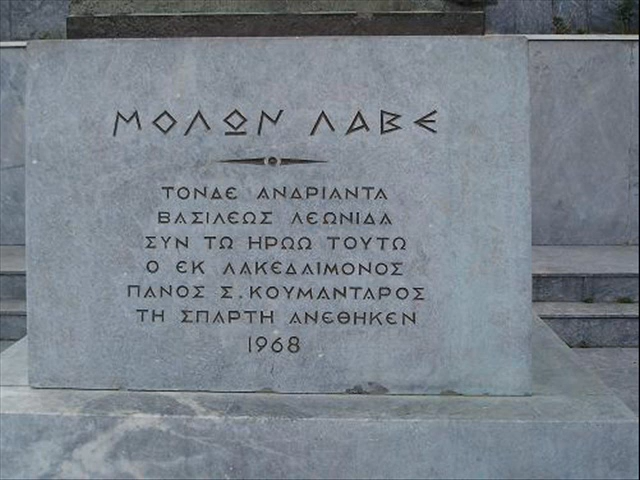 ΜΟΛΩΝ ΛΑΒΕ
ΤΟΝΔΕ ΑΝΔΡΙΑΝΤΑ
ΒΑΣΙΛΕΩΣ ΛΕΩΝΙΔΑ
ΣΥΝ ΤΩ ΗΡΩΩ ΤΟΥΤΩ
Ο ΕΚ ΛΑΚΕΔΑΙΜΟΝΟΣ
ΠΑΝΟΣ Σ. ΚΟΥΜΑΝΤΑΡΟΣ
ΤΗ ΣΠΑΡΤΗ ΑΝΕΘΗΚΕΝ
1968